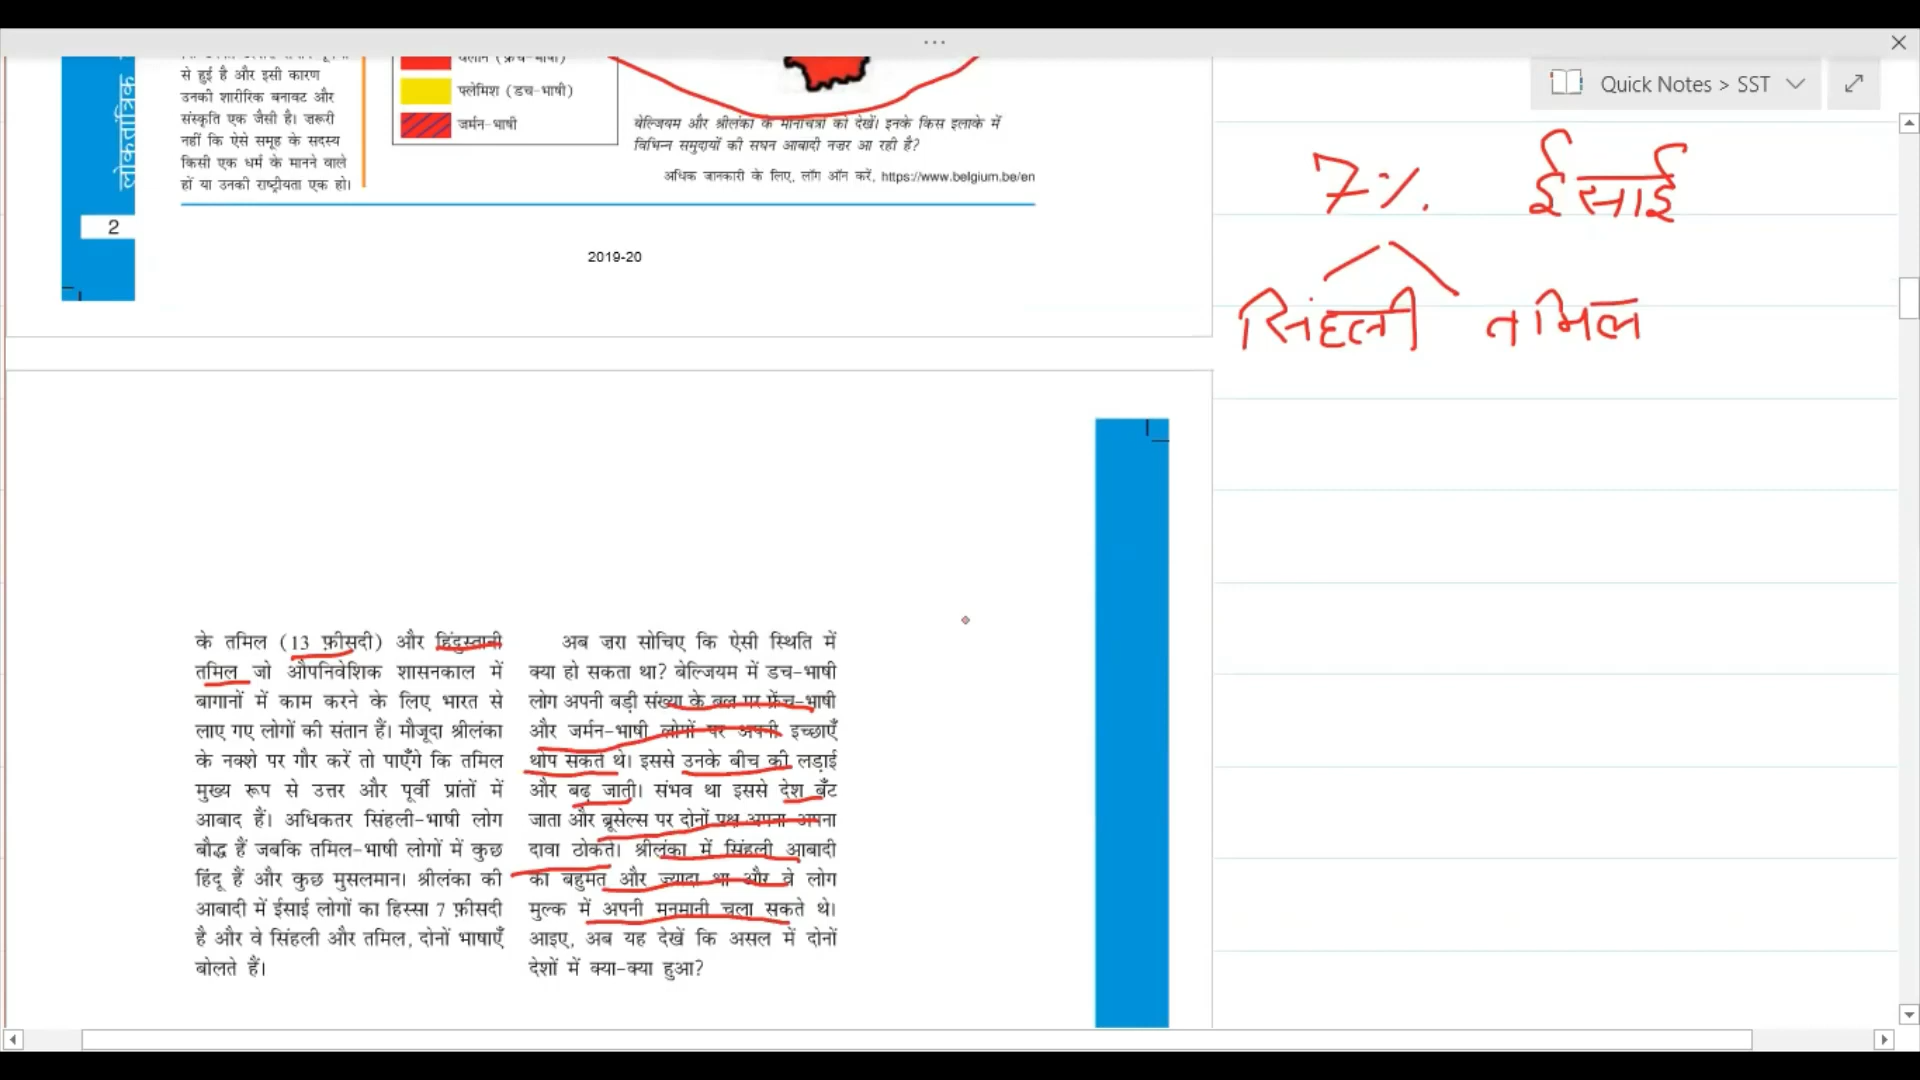 ...
Quick Notes > SST
लोकतांत्रिक
से हुई है और इसी कारण
उनकी शारीरिक बनावट और
संस्कृति एक जैसी है। ज़रूरी
नहीं कि ऐसे समूह के सदस्य
किसी एक धर्म के मानने वाले
हों या उनकी राष्ट्रीयता एक हो।
2
फ्लेमिश (डच-भाषी)
जर्मन-भाषी
बेल्जियम और श्रीलंका के मानचित्रों को देखें। इनके किस इलाके में
विभिन्न समुदायों की सघन आबादी नज़र आ रही है?
अधिक जानकारी के लिए, लॉग ऑन करें, https://www.belgium.be/en
2019-20
7% ईसाई
सिंहली तमिल
के तमिल (13 फ़ीसदी) और हिंदुस्तानी
तमिल जो औपनिवेशिक शासनकाल में
बागानों में काम करने के लिए भारत से
लाए गए लोगों की संतान हैं। मौजूदा श्रीलंका
के नक्शे पर गौर करें तो पाएँगे कि तमिल
मुख्य रूप से उत्तर और पूर्वी प्रांतों में
आबाद हैं। अधिकतर सिंहली-भाषी लोग
बौद्ध हैं जबकि तमिल-भाषी लोगों में कुछ
हिंदू हैं और कुछ मुसलमान। श्रीलंका की
आबादी में ईसाई लोगों का हिस्सा 7 फ़ीसदी
है और वे सिंहली और तमिल, दोनों भाषाएँ
बोलते हैं।
अब ज़रा सोचिए कि ऐसी स्थिति में
क्या हो सकता था? बेल्जियम में डच-भाषी
लोग अपनी बड़ी संख्या के बल पर फ्रेंच-भाषी
और जर्मन-भाषी लोगों पर अपनी इच्छाएँ
थोप सकते थे। इससे उनके बीच की लड़ाई
और बढ़ जाती। संभव था इससे देश बँट
जाता और ब्रूसेल्स पर दोनों पक्ष अपना अपना
दावा ठोकते। श्रीलंका में सिंहली आबादी
का बहुमत और ज्यादा था और वे लोग
मुल्क में अपनी मनमानी चला सकते थे।
आइए, अब यह देखें कि असल में दोनों
देशों में क्या-क्या हुआ?